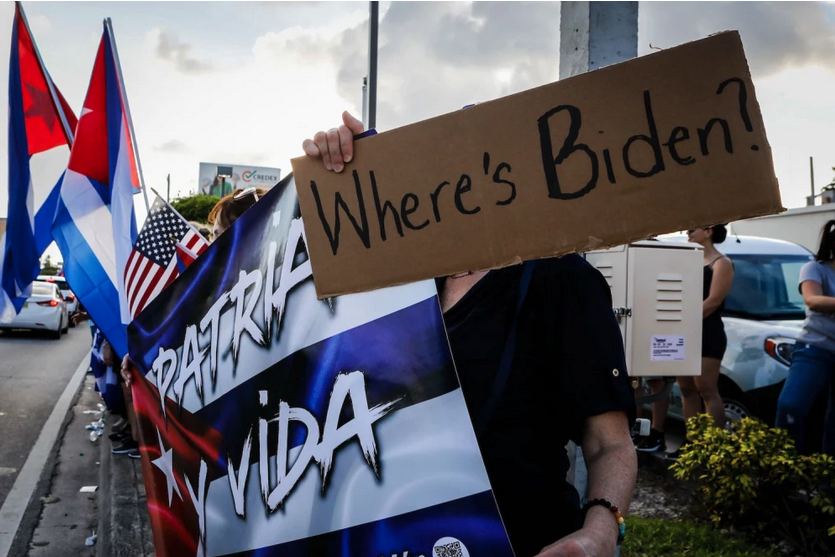 CREDEX
Where's Biden?
PATRIA
Y VIDA